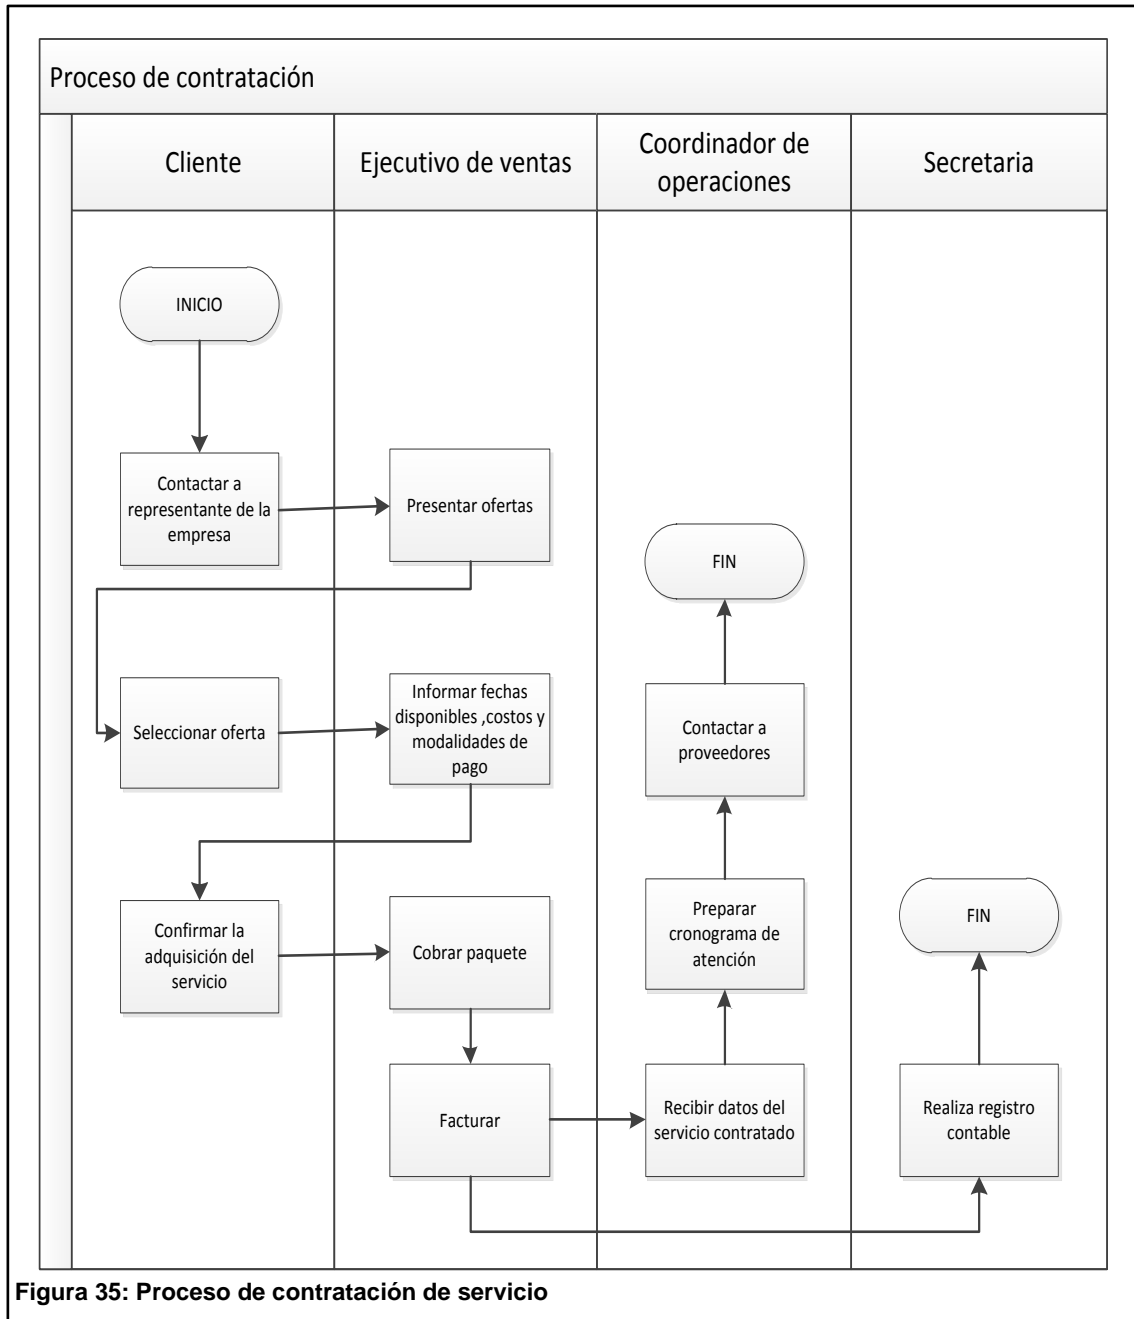 Proceso de contratación
Cliente
Ejecutivo de ventas
Coordinador de
operaciones
Secretaria
INICIO
Contactar a
representante de la
empresa
Presentar ofertas
FIN
Seleccionar oferta
Informar fechas
disponibles ,costos y
modalidades de
pago
Contactar a
proveedores
Confirmar la
adquisición del
servicio
Cobrar paquete
Preparar
cronograma de
atención
FIN
Facturar
Recibir datos del
servicio contratado
Realiza registro
contable
Figura 35: Proceso de contratación de servicio